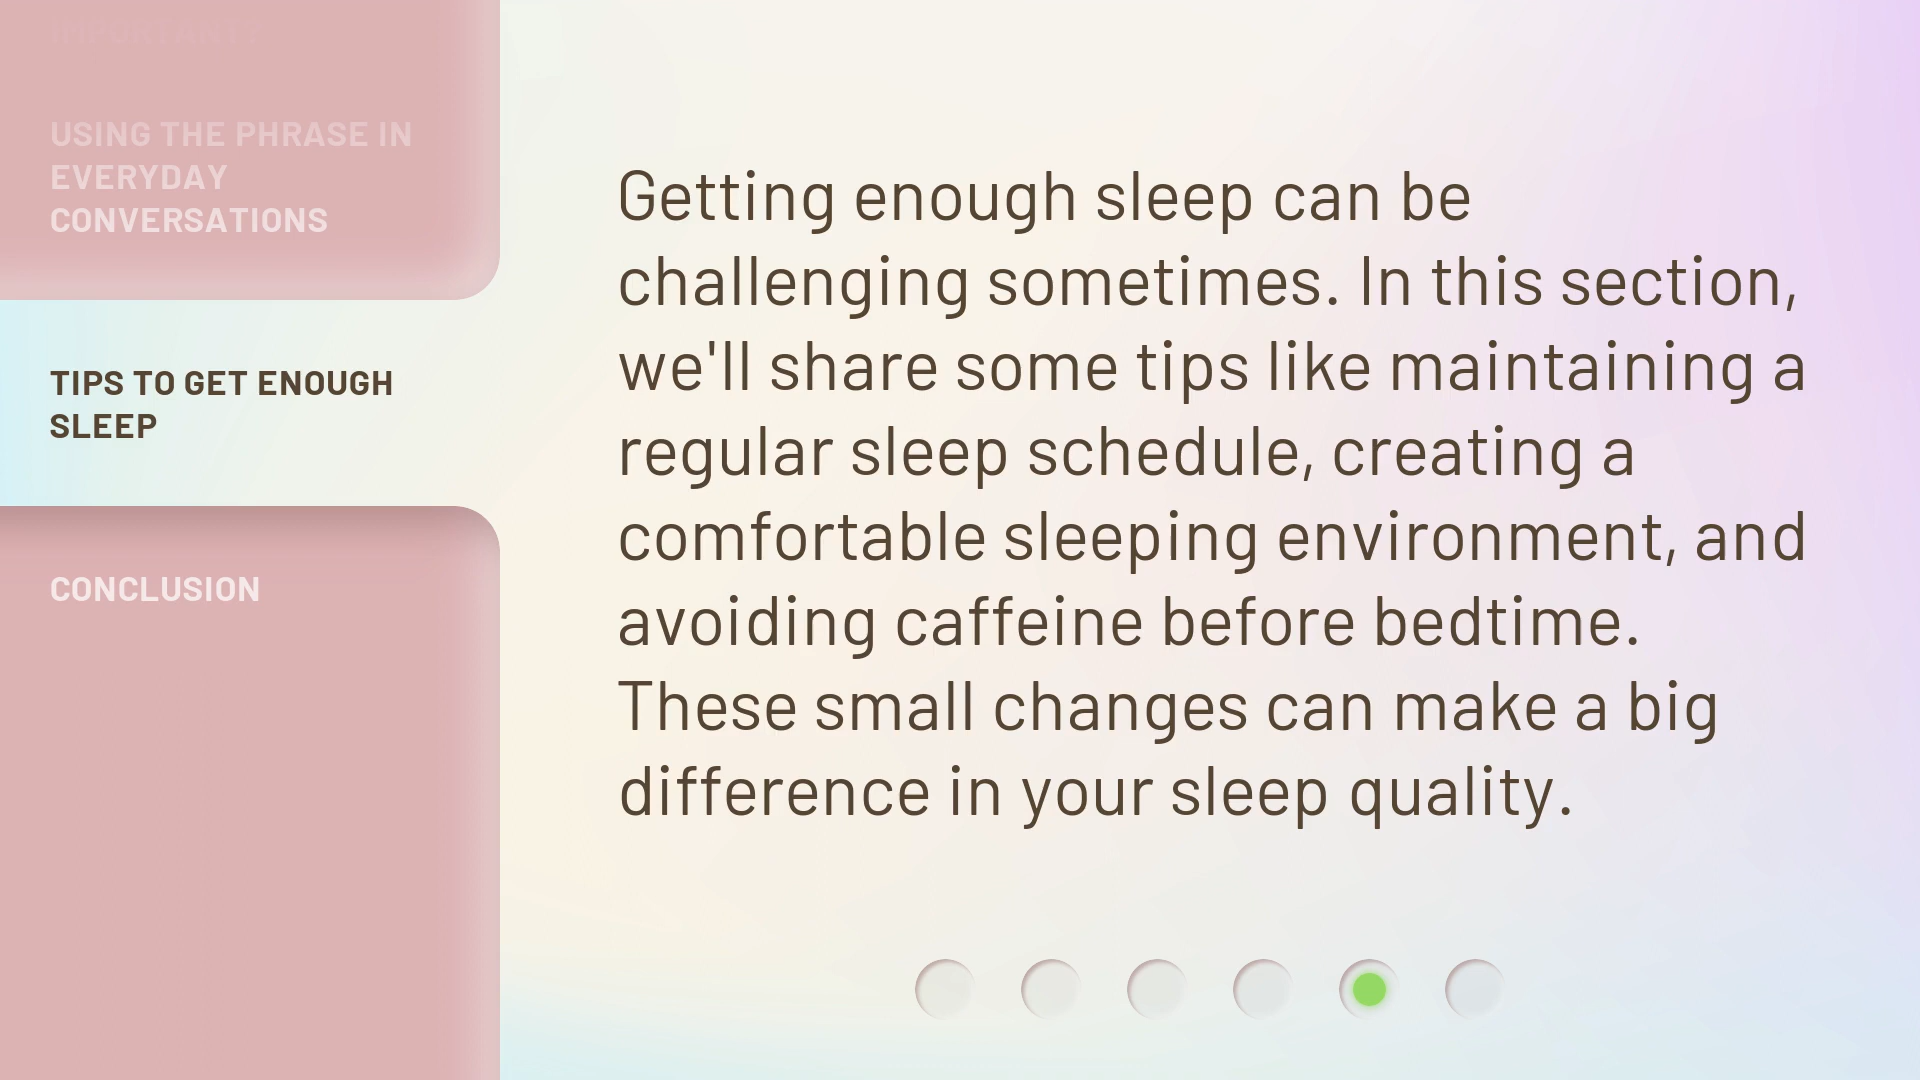 IMPORTANT?
USING THE PHRASE IN
EVERYDAY
CONVERSATIONS
TIPS TO GET ENOUGH
SLEEP
CONCLUSION
Getting enough sleep can be
challenging sometimes. In this section,
we'll share some tips like maintaining a
regular sleep schedule, creating a
comfortable sleeping environment, and
avoiding caffeine before bedtime.
These small changes can make a big
difference in your sleep quality.